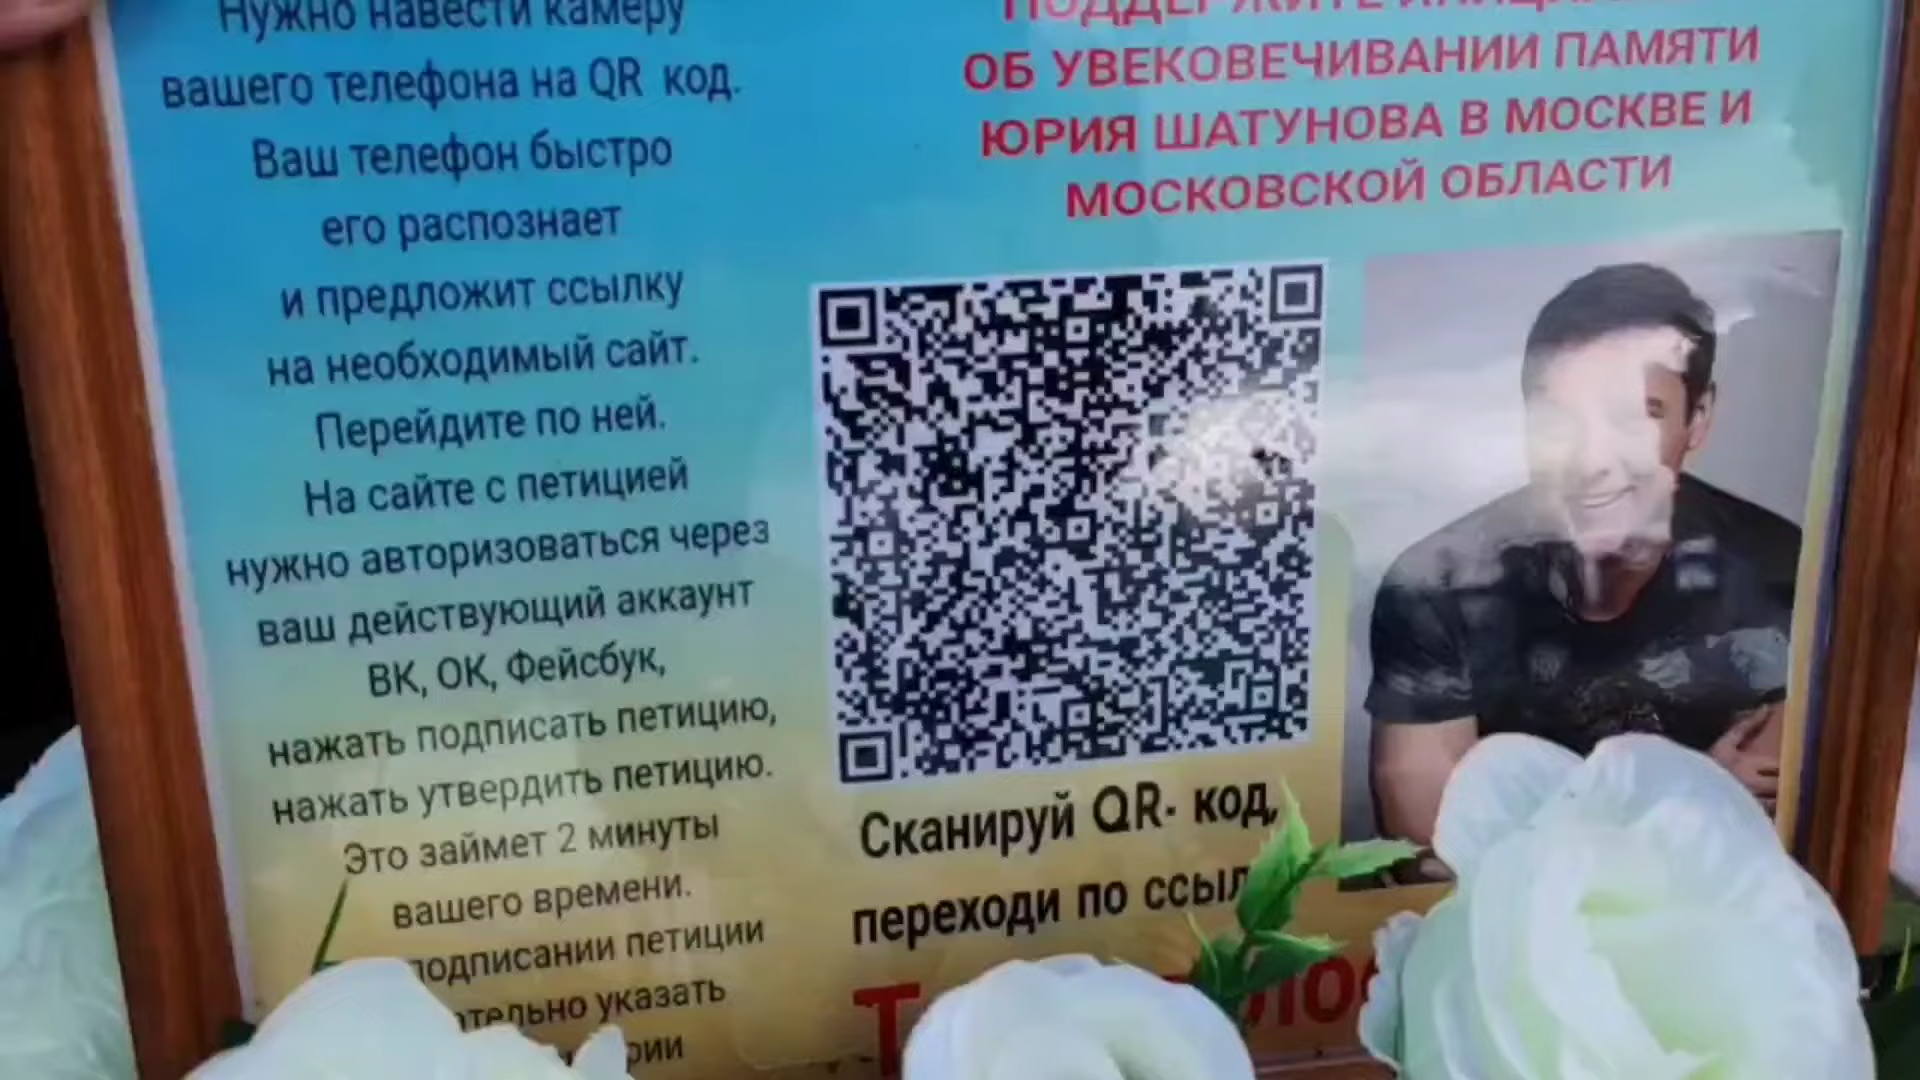 Нужно навести камеру
вашего телефона на QR код.
Ваш телефон быстро
его распознает
и предложит ссылку
на необходимый сайт.
Перейдите по ней.
На сайте с петицией
нужно авторизоваться через
ваш действующий аккаунт
ВК, ОК, Фейсбук,
нажать подписать петицию,
нажать утвердить петицию.
Это займет 2 минуты
вашего времени.
подписании петиции
указать
ПОДДЕРЖИТЕ
ОБ УВЕКОВЕЧИВАНИИ ПАМЯТИ
ЮРИЯ ШАТУНОВА В МОСКВЕ И
МОСКОВСКОЙ ОБЛАСТИ
Сканируй QR- код,
переходи по